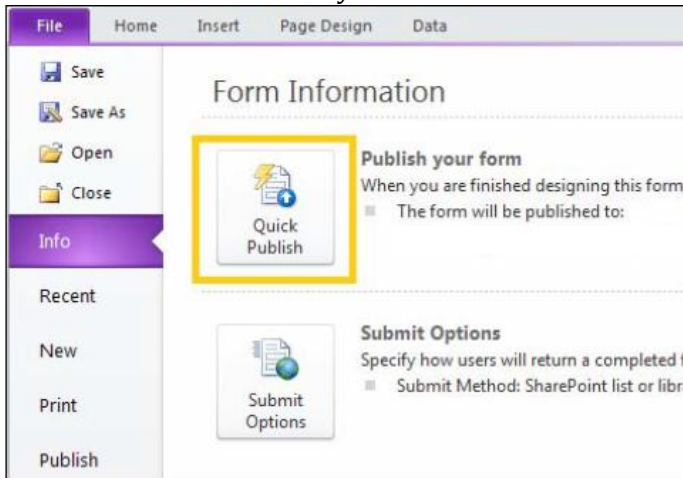 File Home Insert Page Design Data
Save
Save As
Open
Close
Info
Recent
New
Print
Publish
Form Information
Quick
Publish
Publish your form
When you are finished designing this form
The form will be published to:
Submit
Options
Submit Options
Specify how users will return a completed
Submit Method: SharePoint list or